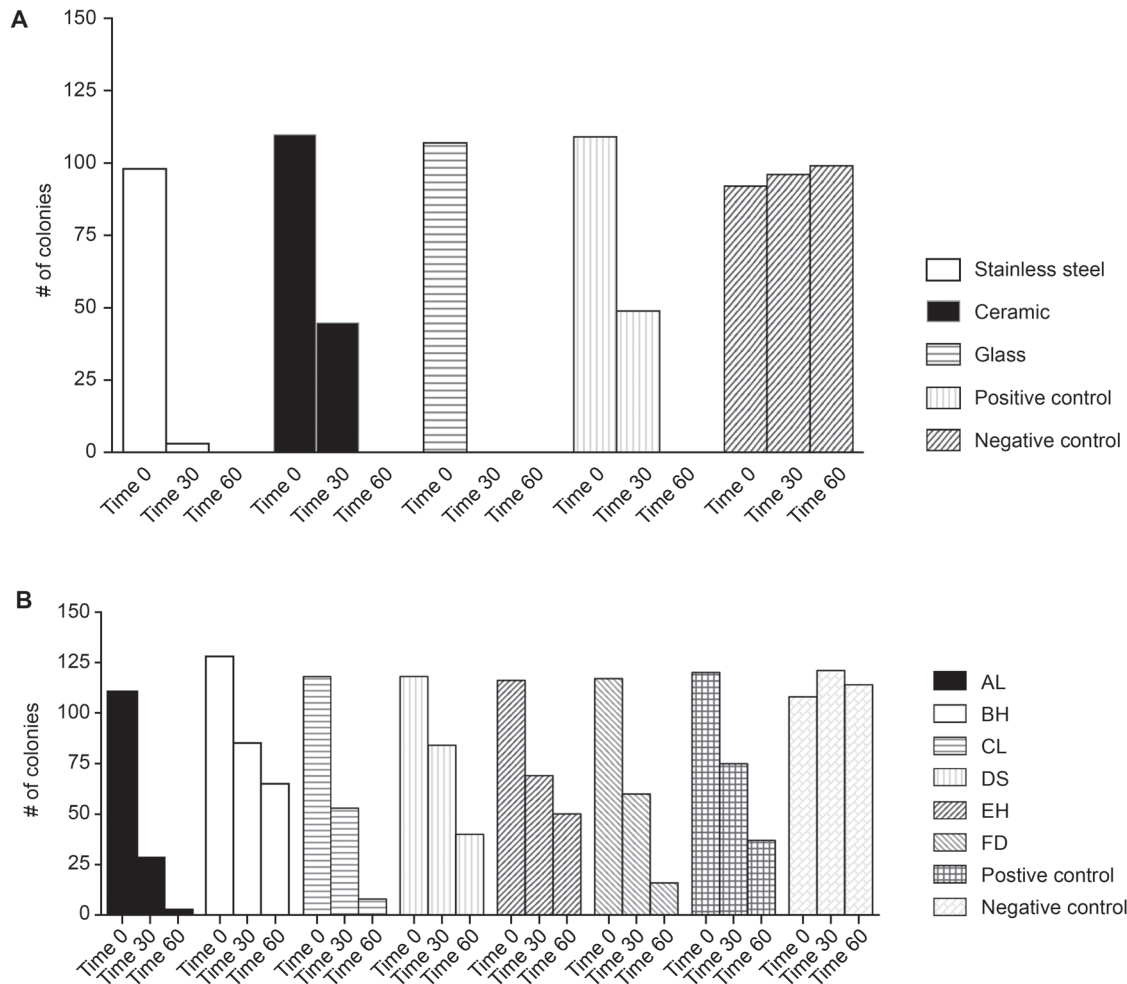 A
150
125
100
75
50
25
0
# of colonies
Time 0 Time 30 Time 60 Time 0 Time 30 Time 60 Time 0 Time 30 Time 60 Time 0 Time 30 Time 60 Time 0 Time 30 Time 60
Stainless steel
Ceramic
Glass
Positive control
Negative control
B
150
125
100
75
50
25
0
# of colonies
Time 0 Time 30 Time 60 Time 0 Time 30 Time 60 Time 0 Time 30 Time 60 Time 0 Time 30 Time 60 Time 0 Time 30 Time 60 Time 0 Time 30 Time 60 Time 0 Time 30 Time 60 Time 0 Time 30 Time 60
AL
BH
CL
DS
EH
FD
Postive control
Negative control